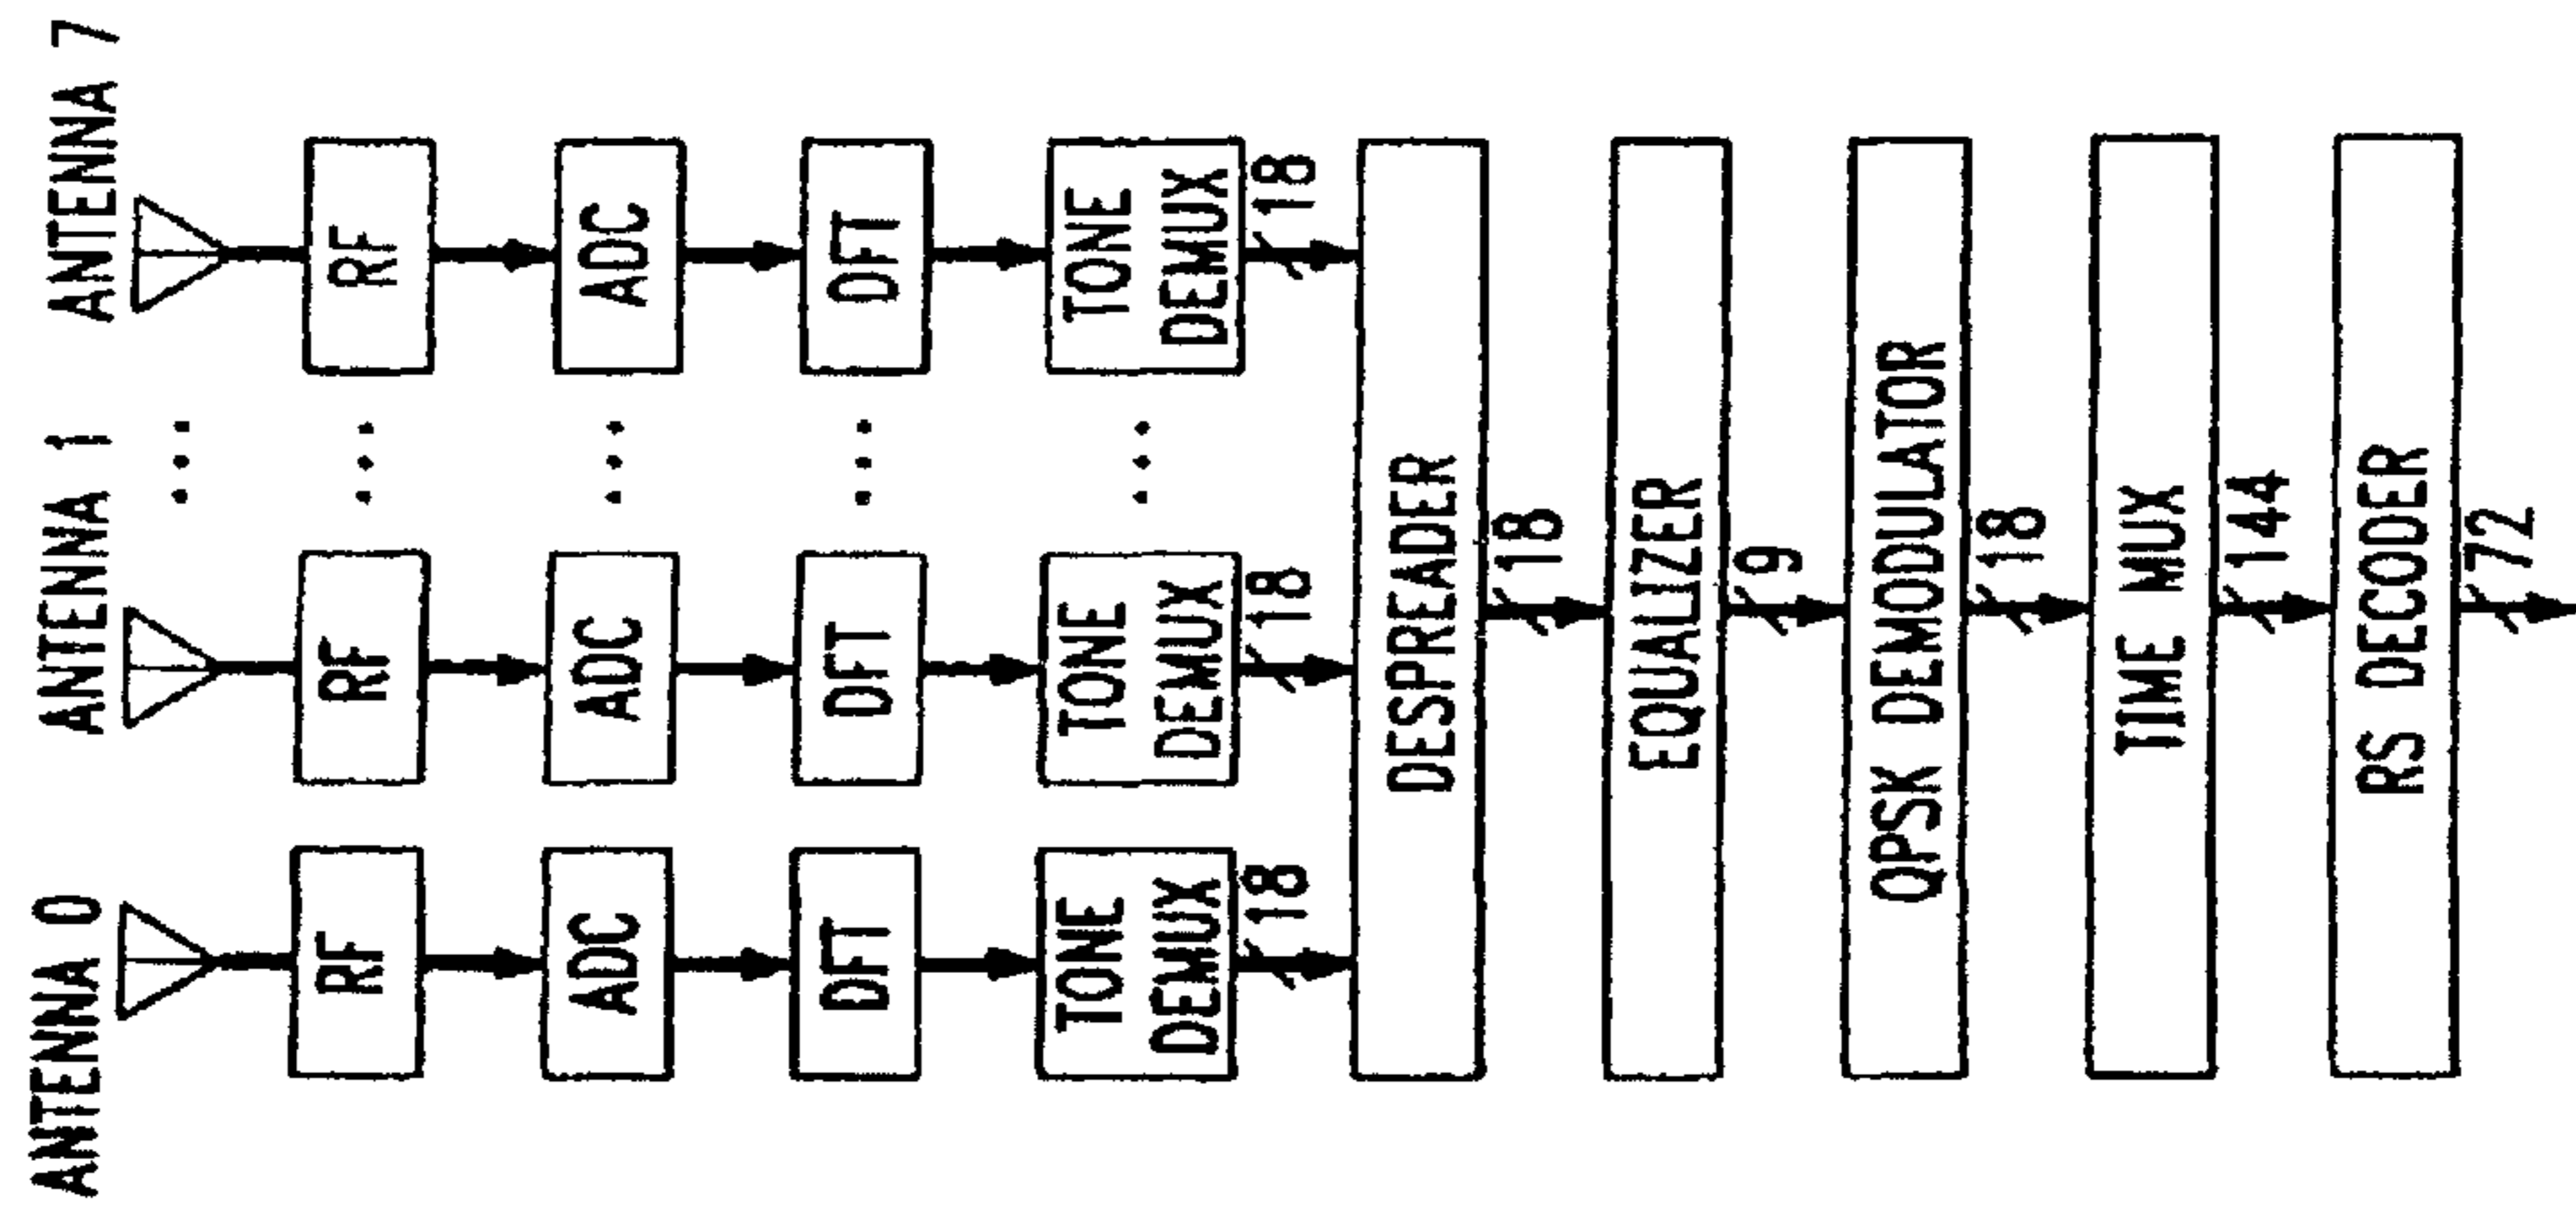 ANTENNA 0
ANTENNA 1
ANTENNA 7
RF
RF
RF
ADC
ADC
ADC
DFT
DFT
DFT
TONE
DEMUX
TONE
DEMUX
TONE
DEMUX
18
18
18
DESPREADER
18
EQUALIZER
9
QPSK DEMODULATOR
18
TIME MUX
144
RS DECODER
72